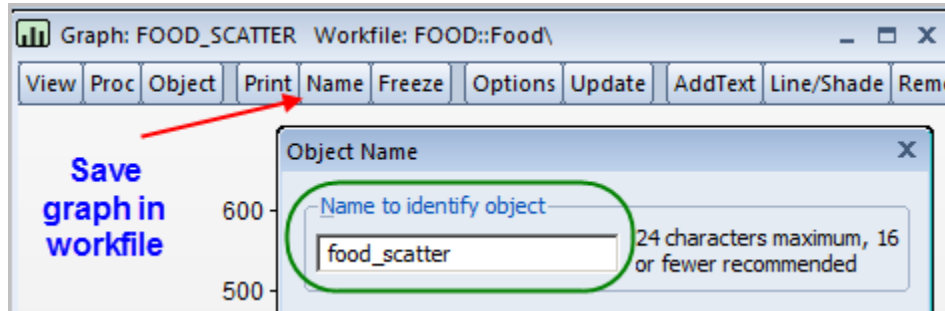 Graph: FOOD_SCATTER Workfile: FOOD::Food\
View Proc Object Print Name Freeze Options Update AddText Line/Shade Rem
Object Name
Save
graph in
workfile
600
Name to identify object
food_scatter
24 characters maximum, 16
or fewer recommended
500